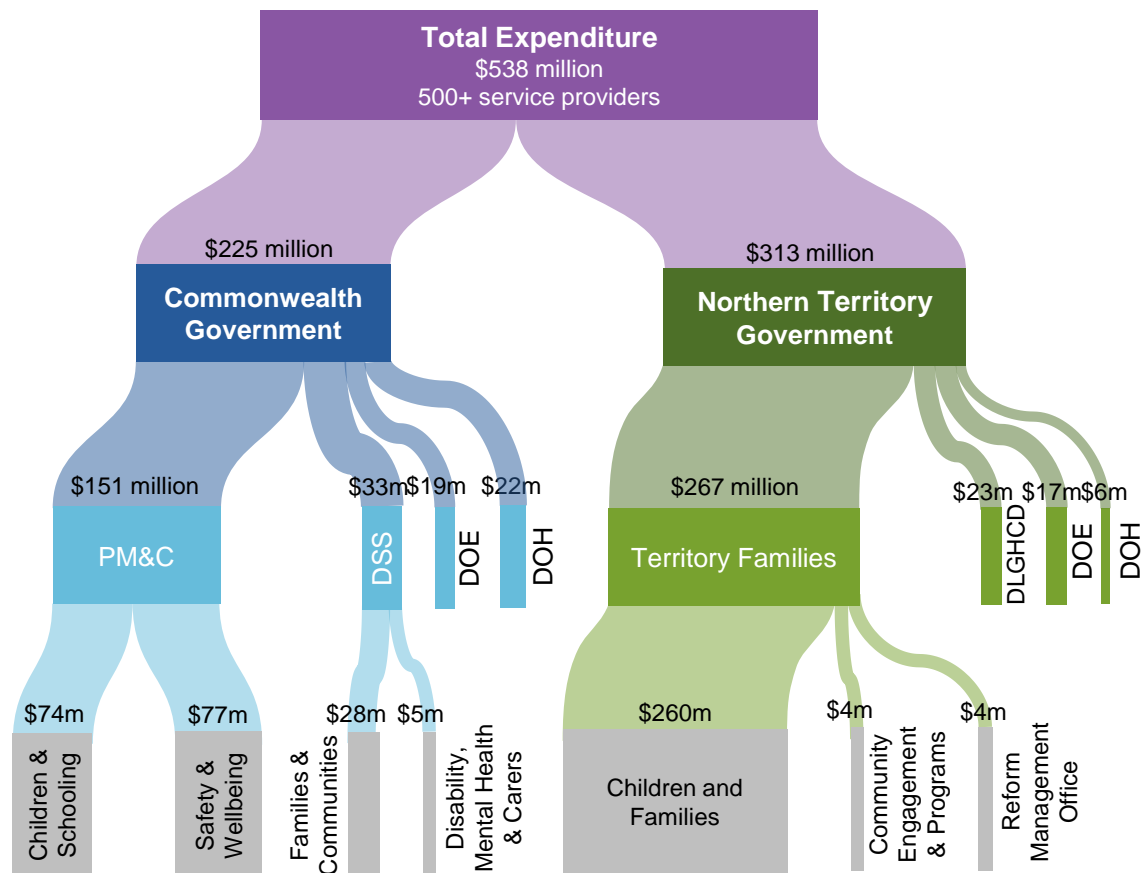 Total Expenditure
$538 million
500+ service providers
$225 million
$313 million
Commonwealth
Government
Northern Territory
Government
$151 million
$33m
$19m
$22m
$267 million
$23m
$17m
$6m
PM&C
DSS
DOE
DOH
Territory Families
DLGHCD
DOE
DOH
$74m
$77m
$28m
$5m
$260m
$4m
$4m
Children &
Schooling
Safety &
Wellbeing
Families &
Communities
Disability,
Mental Health
& Carers
Children and
Families
Community
Engagement
& Programs
Reform
Management
Office